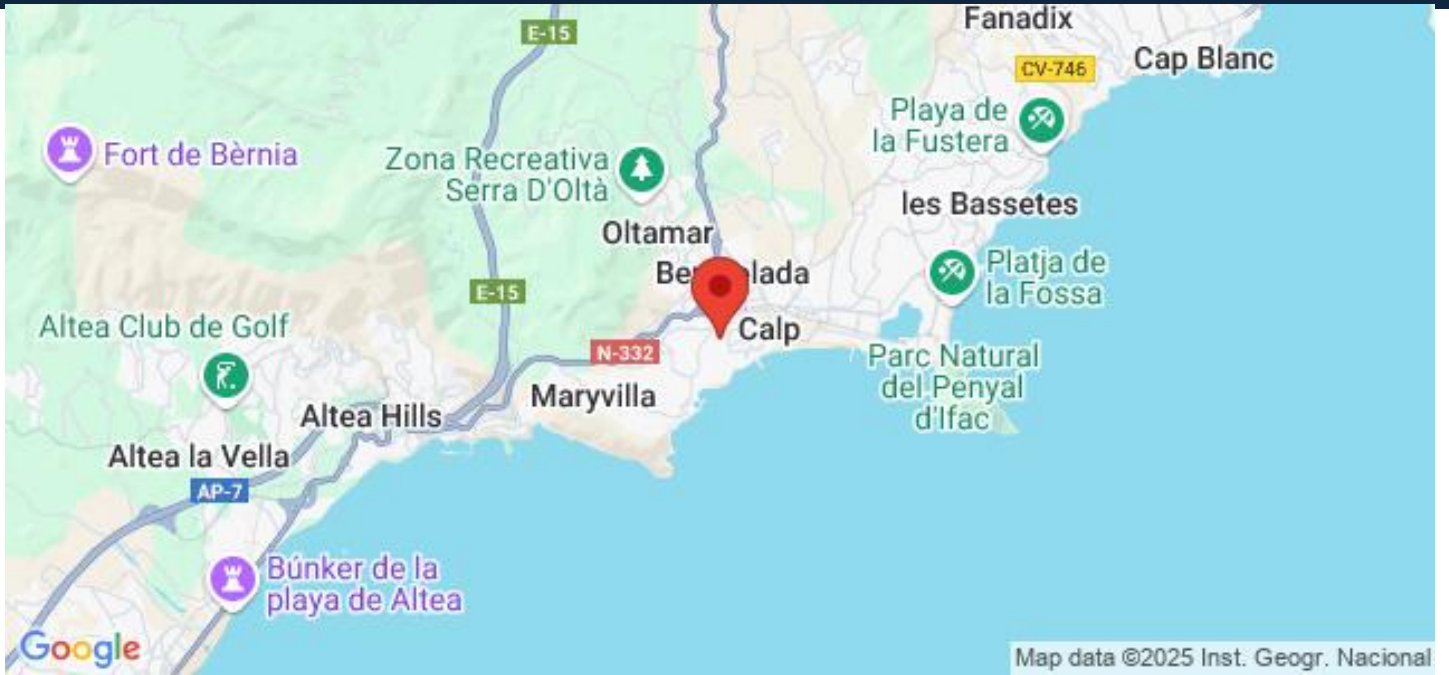 Fanadix
E-15
Cap Blanc
CV-746
Playa de
la Fustera
Fort de Bèrnia
Zona Recreativa
Serra D'Oltà
les Bassetes
Oltamar
Platja de
la Fossa
E-15
Altea Club de Golf
Calp
N-332
Parc Natural
del Penyal
d'Ifac
Maryvilla
Altea Hills
Altea la Vella
AP-7
Búnker de la
playa de Altea
Google
Map data ©2025 Inst. Geogr. Nacional